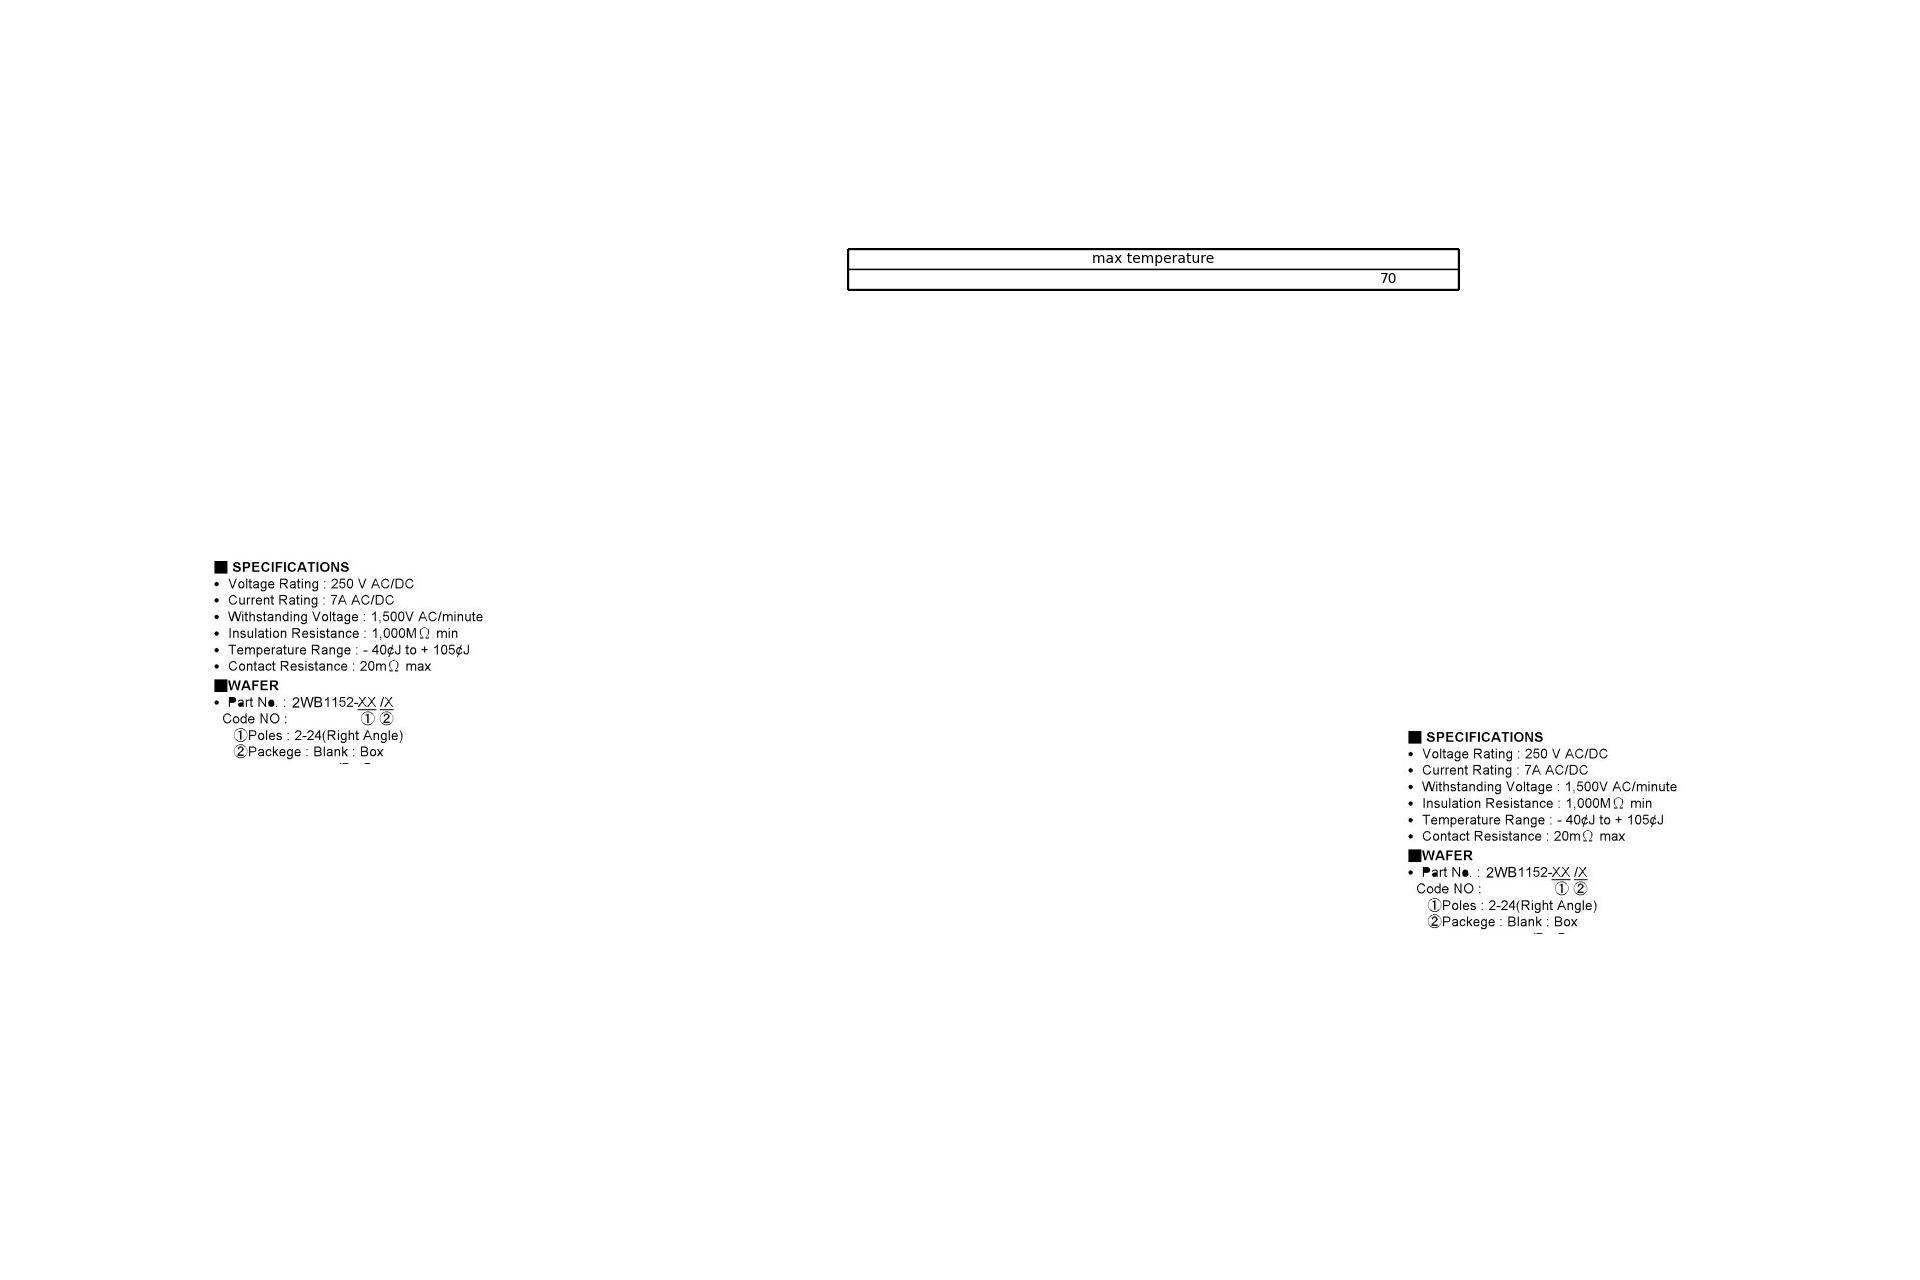 max temperature
70
■ SPECIFICATIONS
• Voltage Rating : 250 V AC/DC
• Current Rating : 7A AC/DC
• Withstanding Voltage : 1,500V AC/minute
• Insulation Resistance : 1,000MΩ min
• Temperature Range : - 40¢J to + 105¢J
• Contact Resistance : 20mΩ max
■WAFER
• Part No. : 2WB1152-XX /X
Code NO : ① ②
①Poles : 2-24(Right Angle)
②Packege : Blank : Box
■ SPECIFICATIONS
• Voltage Rating : 250 V AC/DC
• Current Rating : 7A AC/DC
• Withstanding Voltage : 1,500V AC/minute
• Insulation Resistance : 1,000MΩ min
• Temperature Range : - 40¢J to + 105¢J
• Contact Resistance : 20mΩ max
■WAFER
• Part No. : 2WB1152-XX /X
Code NO : ① ②
①Poles : 2-24(Right Angle)
②Packege : Blank : Box